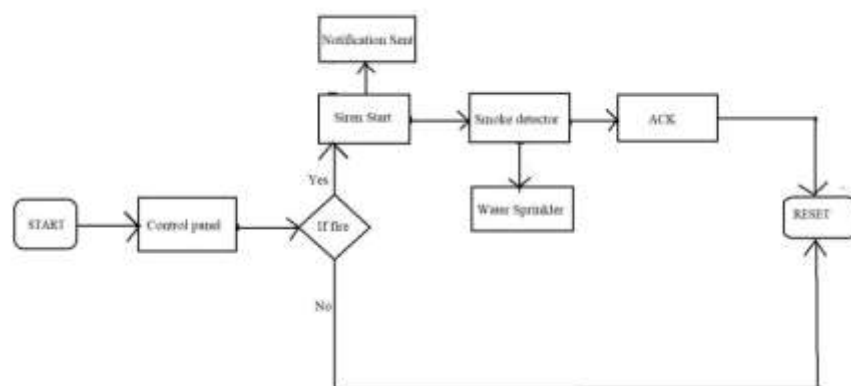 Notification Sent
Siren Start
Smoke detector
ACK
Yes
START
Control panel
If fire
Water Sprinkler
RESET
No